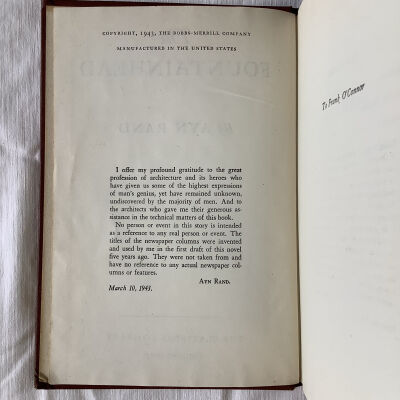 COPYRIGHT, 1943, THE BOBBS-MERRILL COMPANY
MANUFACTURED IN THE UNITED STATES
FOUNTAINHEAD
AYN RAND
I offer my profound gratitude to the great
profession of architecture and its heroes who
have given us some of the highest expressions
of man's genius, yet have remained unknown,
undiscovered by the majority of men. And to
the architects who gave me their generous as-
sistance in the technical matters of this book.
No person or event in this story is intended
as a reference to any real person or event. The
titles of the newspaper columns were invented
and used by me in the first draft of this novel
five years ago. They were not taken from and
have no reference to any actual newspaper col-
umns or features.
AYN RAND.
March 10, 1943.
To Frank O'Connor